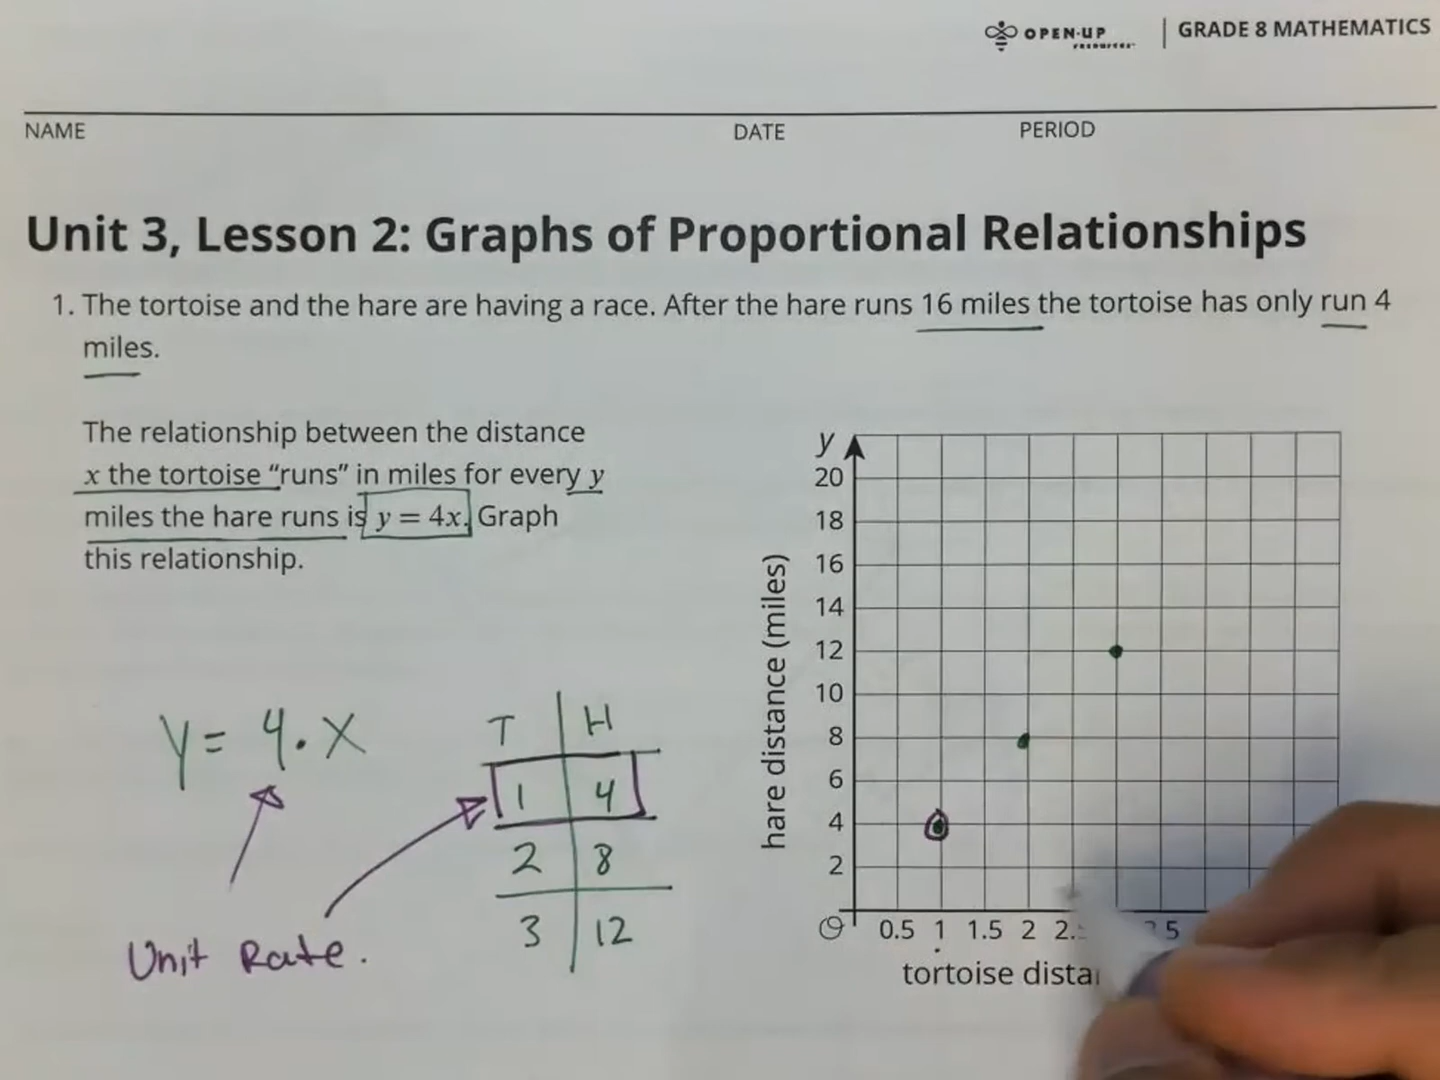 OPEN-UP
RESOURCES
GRADE 8 MATHEMATICS
NAME DATE PERIOD
Unit 3, Lesson 2: Graphs of Proportional Relationships
1. The tortoise and the hare are having a race. After the hare runs 16 miles the tortoise has only run 4
miles.
The relationship between the distance
x the tortoise “runs” in miles for every y
miles the hare runs is y = 4x. Graph
this relationship.
y = 4 · x
Unit Rate.
T H
1 4
2 8
3 12
y
20
18
16
14
12
10
8
6
4
2
0.5 1 1.5 2
hare distance (miles)
tortoise